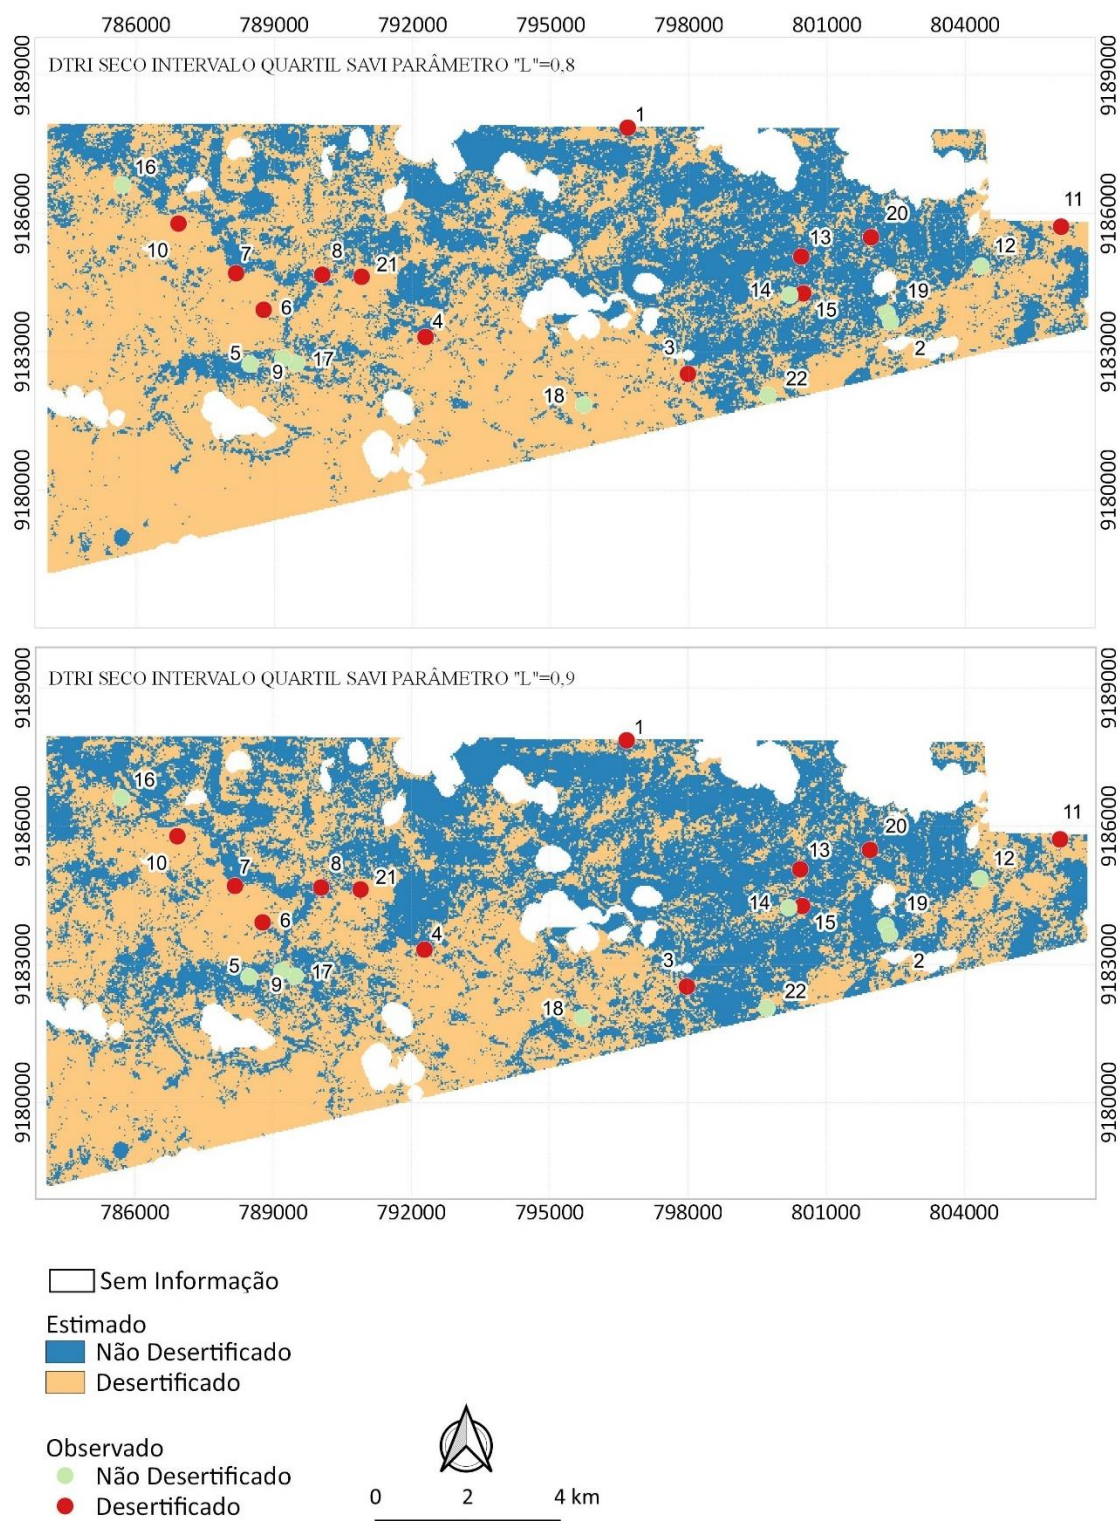 786000 789000 792000 795000 798000 801000 804000
9189000 9189000
DTRI SECO INTERVALO QUARTIL SAVI PARÂMETRO "L"=0,8
1
16
9186000 9186000
11
20
10 7 8 21 13 12
14 15 19
6
4
9183000 9183000
5 9 17 3 2
18 22
9180000 9180000
9189000 9189000
DTRI SECO INTERVALO QUARTIL SAVI PARÂMETRO "L"=0,9
1
16
9186000 9186000
11
20
10 7 8 21 13 12
14 15 19
6
4
9183000 9183000
5 9 17 3 2
18 22
9180000 9180000
786000 789000 792000 795000 798000 801000 804000
Sem Informação
Estimado
Não Desertificado
Desertificado
Observado
Não Desertificado
Desertificado
0 2 4 km